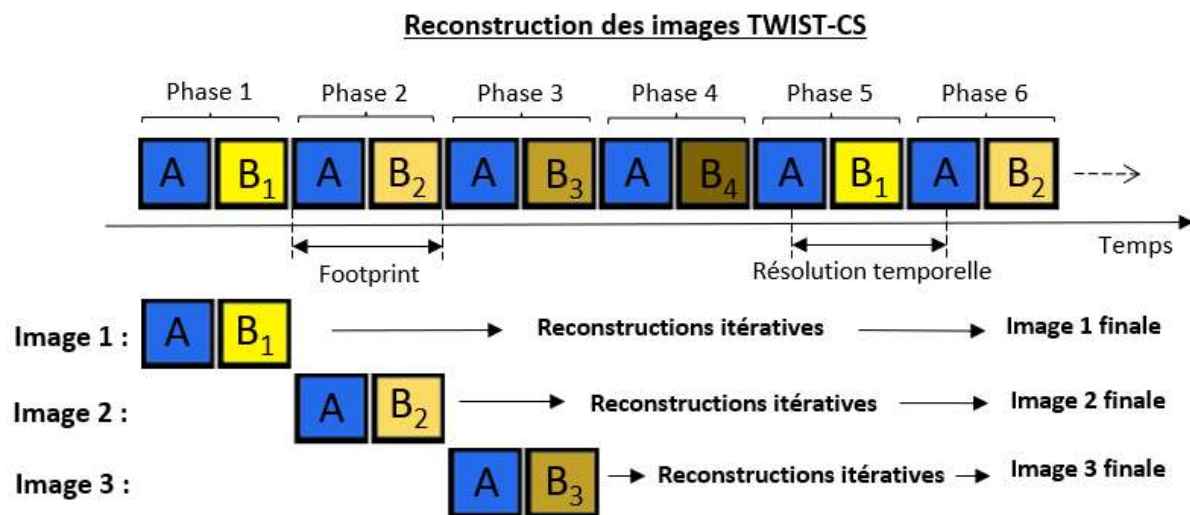 Reconstruction des images TWIST-CS
Phase 1 Phase 2 Phase 3 Phase 4 Phase 5 Phase 6
A B₁ A B₂ A B₃ A B₄ A B₁ A B₂
Temps
Footprint Résolution temporelle
Image 1 : A B₁ Reconstructions itératives Image 1 finale
Image 2 : A B₂ Reconstructions itératives Image 2 finale
Image 3 : A B₃ Reconstructions itératives Image 3 finale